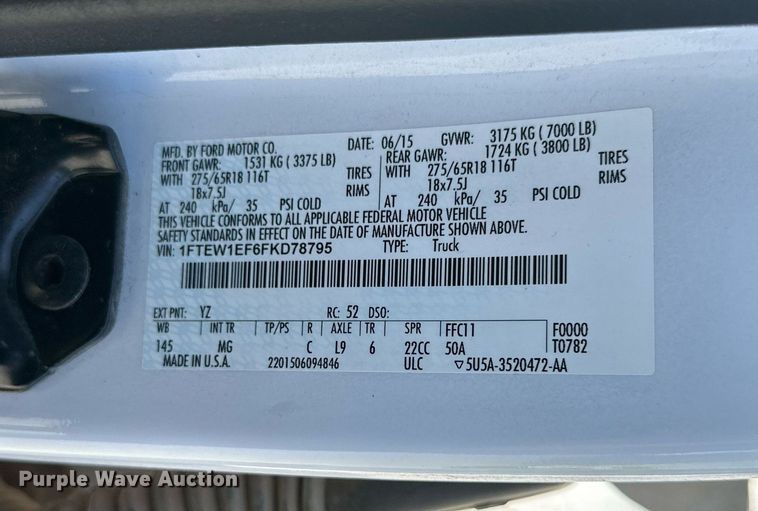 MFD. BY FORD MOTOR CO. DATE: 06/15 GVWR: 3175 KG ( 7000 LB)
FRONT GAWR: 1531 KG ( 3375 LB) REAR GAWR: 1724 KG ( 3800 LB)
WITH 275/65R18 116T TIRES WITH 275/65R18 116T TIRES
18x7.5J RIMS 18x7.5J RIMS
AT 240 kPa/ 35 PSI COLD AT 240 kPa/ 35 PSI COLD
THIS VEHICLE CONFORMS TO ALL APPLICABLE FEDERAL MOTOR VEHICLE
SAFETY STANDARDS IN EFFECT ON THE DATE OF MANUFACTURE SHOWN ABOVE.
VIN: 1FTEW1EF6FKD78795 TYPE: Truck
EXT PNT: YZ RC: 52 DSO:
WB INT TR TP/PS R AXLE TR SPR FFC11 F0000
145 MG C L9 6 22CC 50A T0782
MADE IN U.S.A. 2201506094846 ULC ▽5U5A-3520472-AA
Purple Wave Auction